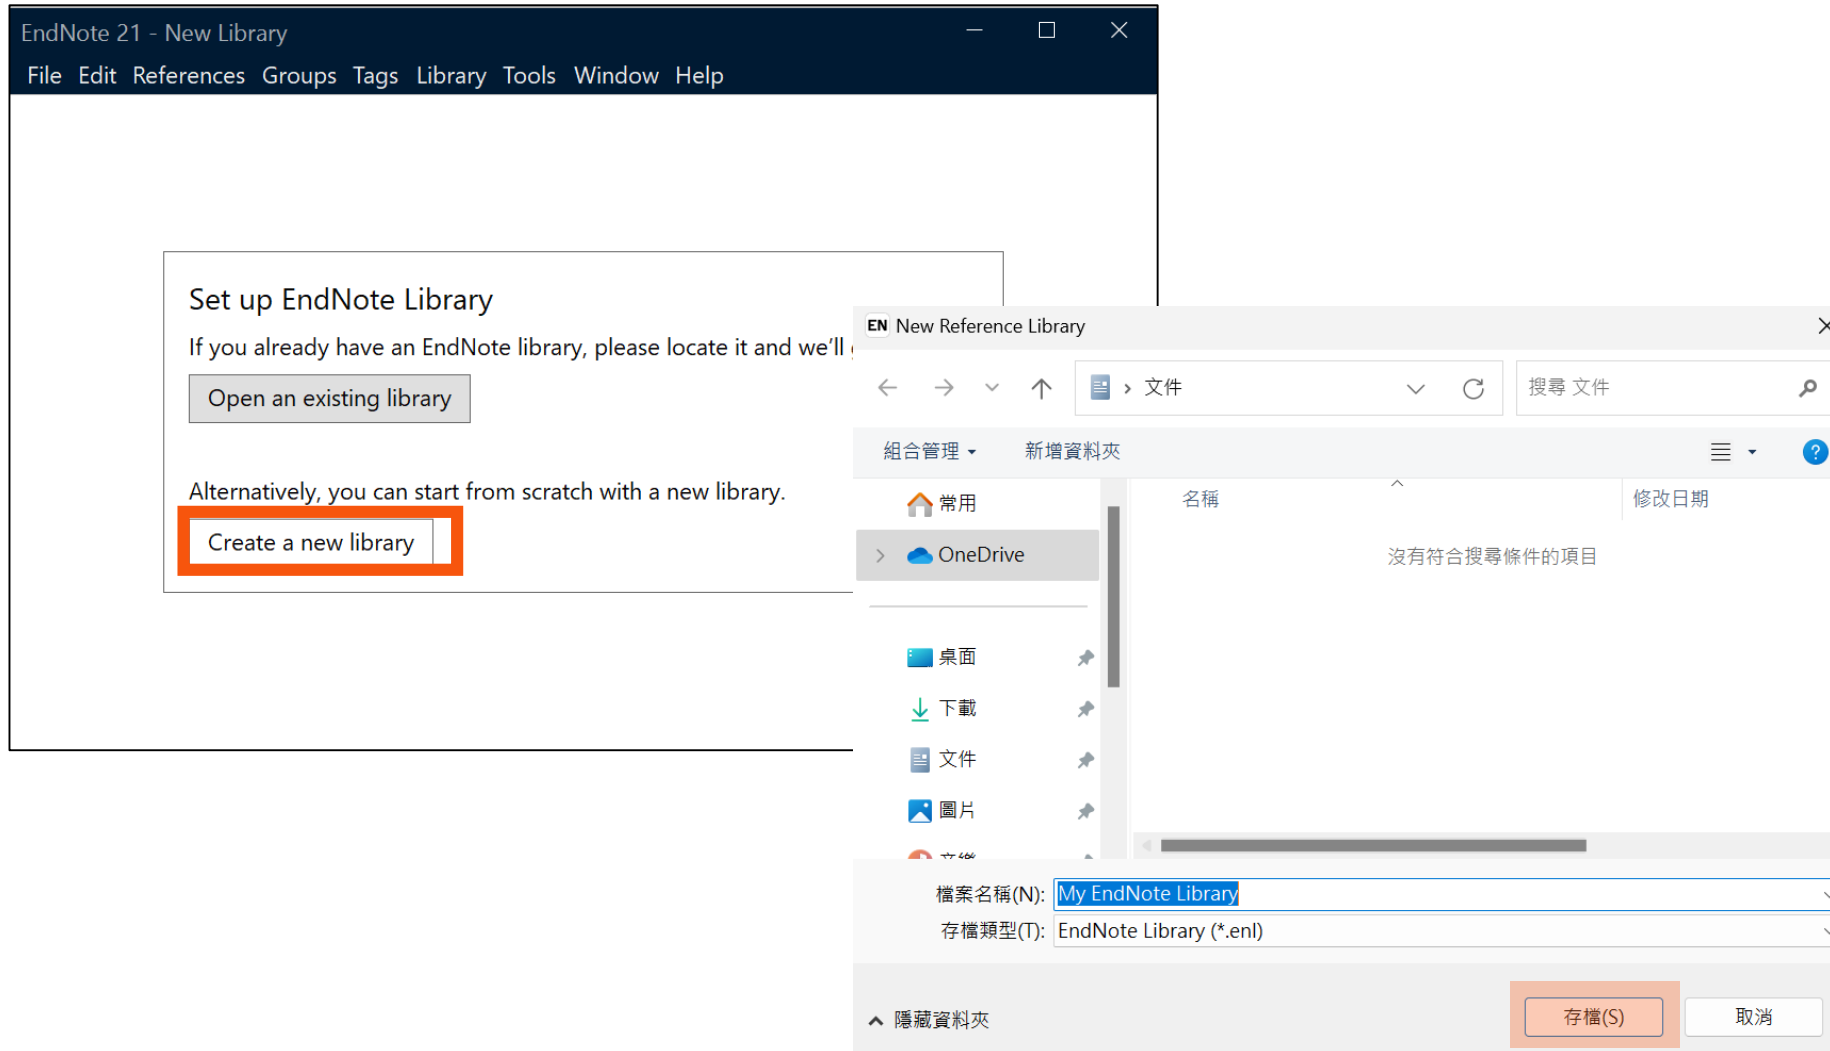 EndNote 21 - New Library
File Edit References Groups Tags Library Tools Window Help
Set up EndNote Library
If you already have an EndNote library, please locate it and we'll
Open an existing library
Alternatively, you can start from scratch with a new library.
Create a new library
EN New Reference Library
文件
搜尋 文件
組合管理
新增資料夾
名稱
修改日期
常用
沒有符合搜尋條件的項目
OneDrive
桌面
下載
文件
圖片
檔案名稱(N): My EndNote Library
存檔類型(T): EndNote Library (*.enl)
隱藏資料夾
存檔(S)
取消